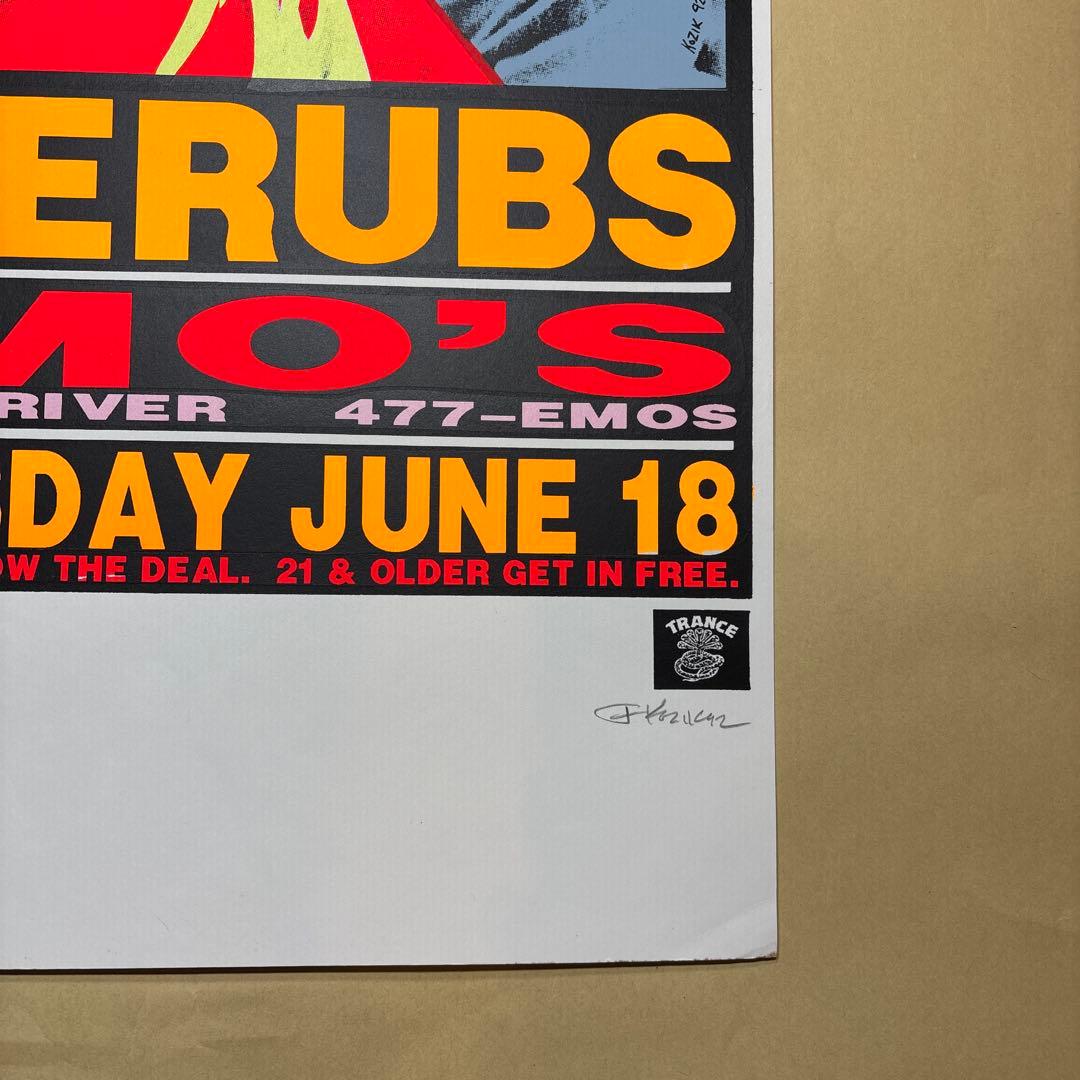 KOZIK 92
ERUBS
MO'S
RIVER 477-EMOS
SDAY JUNE 18
OW THE DEAL. 21 & OLDER GET IN FREE.
TRANCE